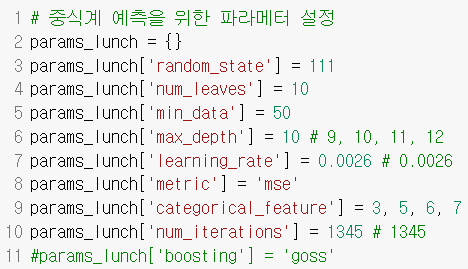 1 # 중식계 예측을 위한 파라메터 설정
2 params_lunch = {}
3 params_lunch['random_state'] = 111
4 params_lunch['num_leaves'] = 10
5 params_lunch['min_data'] = 50
6 params_lunch['max_depth'] = 10 # 9, 10, 11, 12
7 params_lunch['learning_rate'] = 0.0026 # 0.0026
8 params_lunch['metric'] = 'mse'
9 params_lunch['categorical_feature'] = 3, 5, 6, 7
10 params_lunch['num_iterations'] = 1345 # 1345
11 #params_lunch['boosting'] = 'goss'